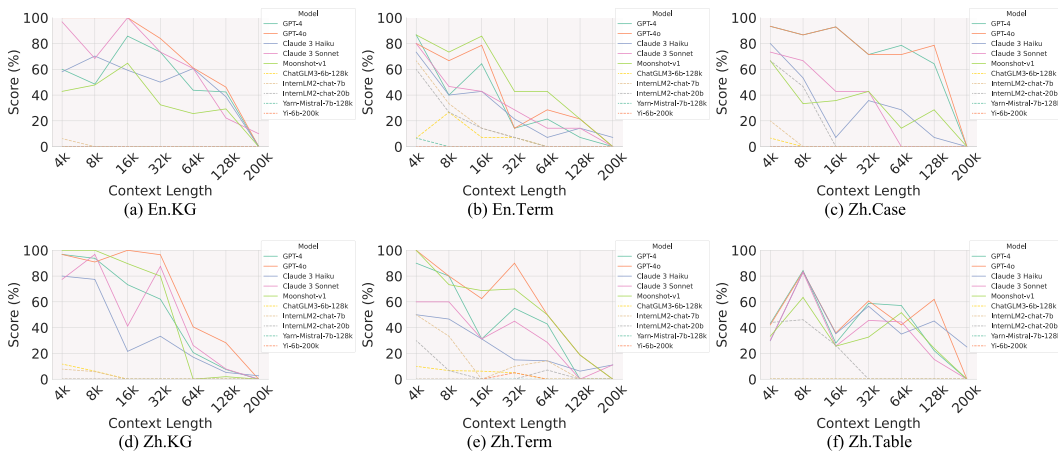 Model
GPT-4
GPT-4o
Claude 3 Haiku
Claude 3 Sonnet
Moonshot-v1
ChatGLM3-6b-128k
InternLM2-chat-7b
InternLM2-chat-20b
Yarn-Mistral-7b-128k
Yi-6b-200k
Score (%)
100
80
60
40
20
0
4k
8k
16k
32k
64k
128k
200k
Context Length
(a) En.KG
Model
GPT-4
GPT-4o
Claude 3 Haiku
Claude 3 Sonnet
Moonshot-v1
ChatGLM3-6b-128k
InternLM2-chat-7b
InternLM2-chat-20b
Yarn-Mistral-7b-128k
Yi-6b-200k
Score (%)
100
80
60
40
20
0
4k
8k
16k
32k
64k
128k
200k
Context Length
(b) En.Term
Model
GPT-4
GPT-4o
Claude 3 Haiku
Claude 3 Sonnet
Moonshot-v1
ChatGLM3-6b-128k
InternLM2-chat-7b
InternLM2-chat-20b
Yarn-Mistral-7b-128k
Yi-6b-200k
Score (%)
100
80
60
40
20
0
4k
8k
16k
32k
64k
128k
200k
Context Length
(c) Zh.Case
Model
GPT-4
GPT-4o
Claude 3 Haiku
Claude 3 Sonnet
Moonshot-v1
ChatGLM3-6b-128k
InternLM2-chat-7b
InternLM2-chat-20b
Yarn-Mistral-7b-128k
Yi-6b-200k
Score (%)
100
80
60
40
20
0
4k
8k
16k
32k
64k
128k
200k
Context Length
(d) Zh.KG
Model
GPT-4
GPT-4o
Claude 3 Haiku
Claude 3 Sonnet
Moonshot-v1
ChatGLM3-6b-128k
InternLM2-chat-7b
InternLM2-chat-20b
Yarn-Mistral-7b-128k
Yi-6b-200k
Score (%)
100
80
60
40
20
0
4k
8k
16k
32k
64k
128k
200k
Context Length
(e) Zh.Term
Model
GPT-4
GPT-4o
Claude 3 Haiku
Claude 3 Sonnet
Moonshot-v1
ChatGLM3-6b-128k
InternLM2-chat-7b
InternLM2-chat-20b
Yarn-Mistral-7b-128k
Yi-6b-200k
Score (%)
100
80
60
40
20
0
4k
8k
16k
32k
64k
128k
200k
Context Length
(f) Zh.Table